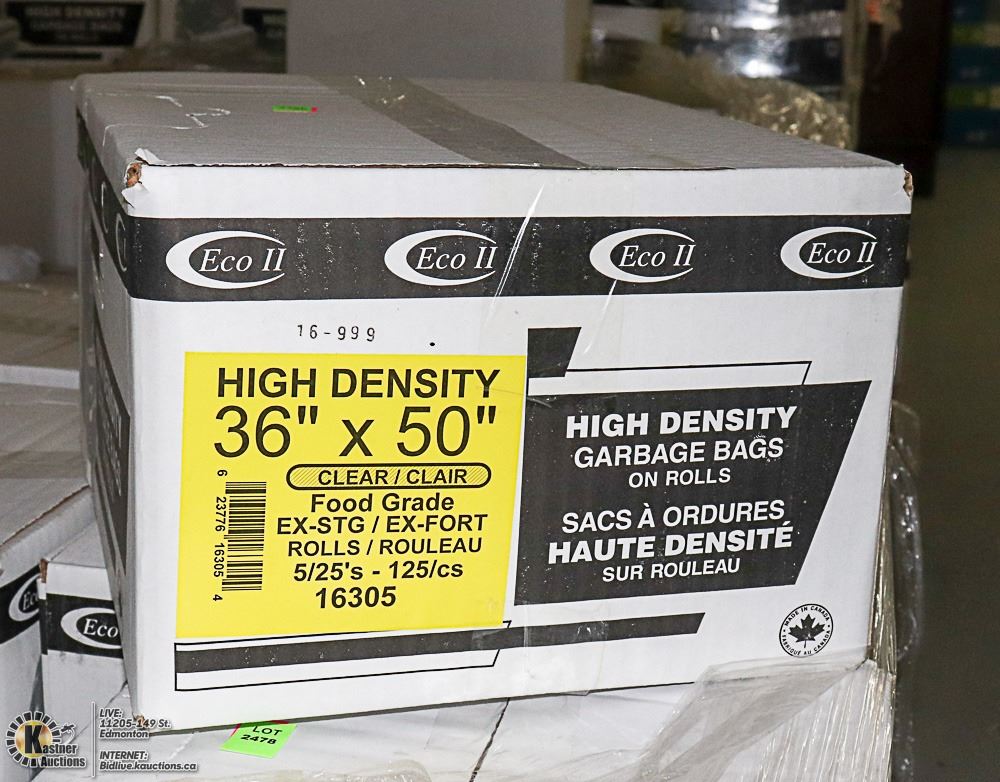 Eco II Eco II Eco II Eco II
16-999
HIGH DENSITY
36" x 50"
CLEAR / CLAIR
Food Grade
EX-STG / EX-FORT
ROLLS / ROULEAU
5/25's - 125/cs
16305
6 23776 16305 4
HIGH DENSITY
GARBAGE BAGS
ON ROLLS
SACS À ORDURES
HAUTE DENSITÉ
SUR ROULEAU
MADE IN CANADA
FABRIQUÉ AU CANADA
Eco
LOT
2478
Kastner
Auctions
LIVE:
11205-149 St.
Edmonton
INTERNET:
Bidlive.kauctions.ca